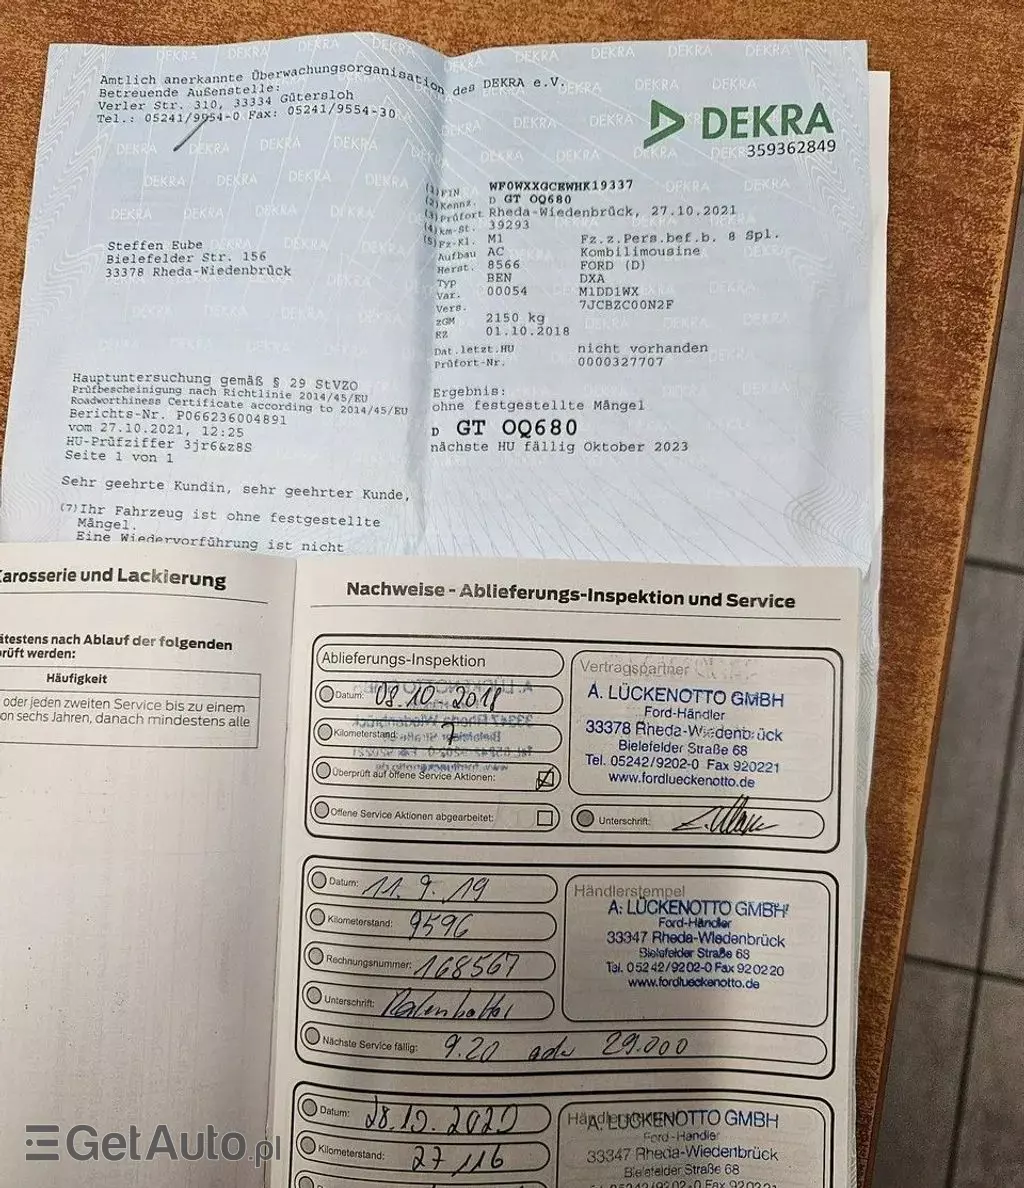 Amtlich anerkannte Überwachungsorganisation des DEKRA e.V.
Betreuende Außenstelle:
Verler Str. 310, 33334 Gütersloh
Tel.: 05241/9954-0 Fax: 05241/9554-30
DEKRA
359362849
(1) FIN WF0WXXGCEWHK19337
(2) Kennz. D GT OQ680
(3) Prüfort Rheda-Wiedenbrück, 27.10.2021
(4) km-St. 39293
(5) Fz-Kl. M1 Fz.z.Pers.bef.b. 8 Spl.
Aufbau AC Kombilimousine
Herst. 8566 FORD (D)
Typ BEN DXA
Var. 00054 M1DD1WX
Vers. 7JCBZC00N2F
zGM 2150 kg
EZ 01.10.2018
Dat.letzt.HU nicht vorhanden
Prüfort-Nr. 0000327707
Steffen Eube
Bielefelder Str. 156
33378 Rheda-Wiedenbrück
Hauptuntersuchung gemäß § 29 StVZO
Prüfbescheinigung nach Richtlinie 2014/45/EU
Roadworthiness Certificate according to 2014/45/EU
Berichts-Nr. P066236004891
vom 27.10.2021, 12:25
HU-Prüfziffer 3jr6&z8S
Seite 1 von 1
Ergebnis:
ohne festgestellte Mängel
D GT OQ680
nächste HU fällig Oktober 2023
Sehr geehrte Kundin, sehr geehrter Kunde,
(7) Ihr Fahrzeug ist ohne festgestellte
Mängel.
Eine Wiedervorführung ist nicht
Karosserie und Lackierung
ätestens nach Ablauf der folgenden
rüft werden:
Häufigkeit
oder jeden zweiten Service bis zu einem
on sechs Jahren, danach mindestens alle
Nachweise - Ablieferungs-Inspektion und Service
Ablieferungs-Inspektion
Datum: 08.10.2018
Kilometerstand: 7
Überprüft auf offene Service Aktionen:
Offene Service Aktionen abgearbeitet:
Vertragspartner
A. LÜCKENOTTO GMBH
Ford-Händler
33378 Rheda-Wiedenbrück
Bielefelder Straße 68
Tel. 05242/9202-0 Fax 920221
www.fordlueckenotto.de
Unterschrift:
Datum: 11.9.19
Kilometerstand: 9596
Rechnungsnummer: 168567
Unterschrift:
Nächste Service fällig: 9.20 oder 29.000
Händlerstempel
A. LÜCKENOTTO GMBH
Ford-Händler
33347 Rheda-Wiedenbrück
Bielefelder Straße 68
Tel. 05242/9202-0 Fax 920220
www.fordlueckenotto.de
Datum: 28.10.2020
Kilometerstand: 27116
A. LÜCKENOTTO GMBH
Ford-Händler
33347 Rheda-Wiedenbrück
Bielefelder Straße 68
GetAuto.pl